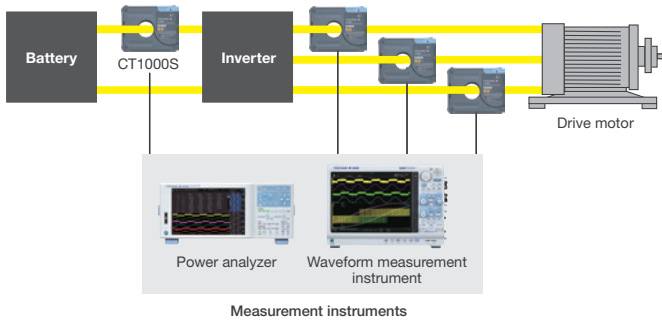 Battery
CT1000S
Inverter
Drive motor
Power analyzer
Waveform measurement
instrument
Measurement instruments